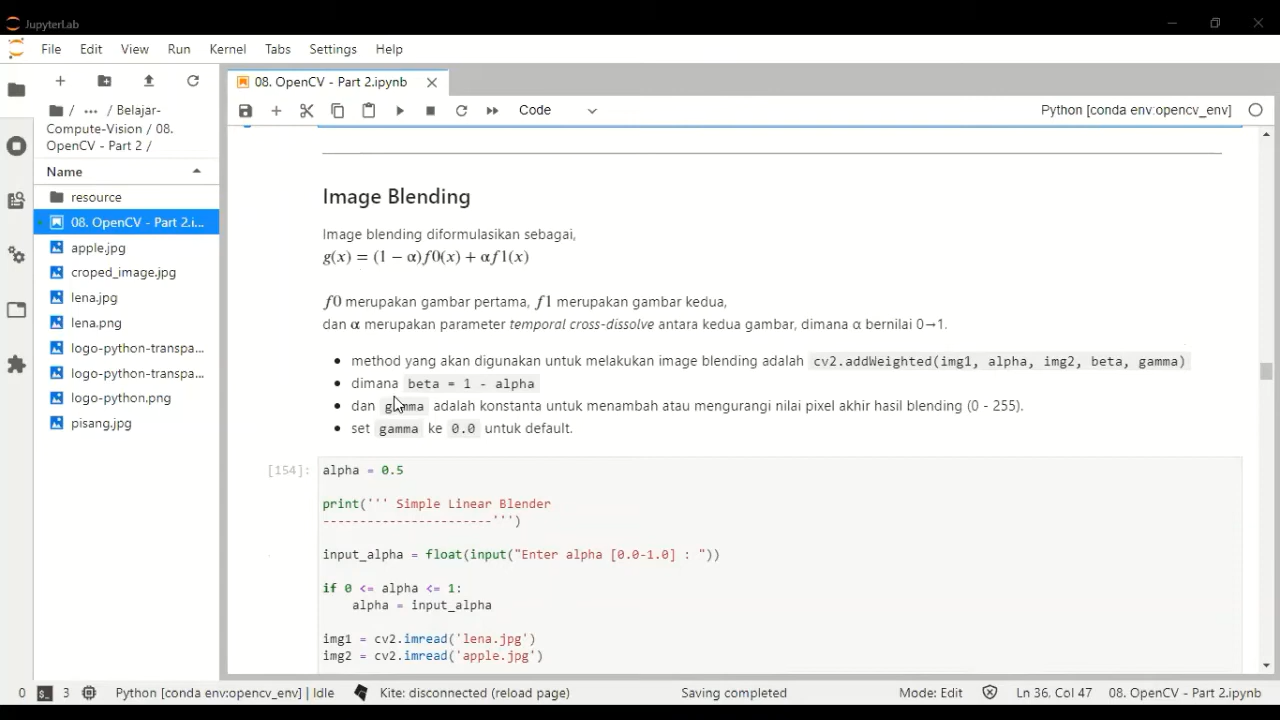 JupyterLab
File Edit View Run Kernel Tabs Settings Help
08. OpenCV - Part 2.ipynb
/ ... / Belajar-
Compute-Vision / 08.
OpenCV - Part 2 /
Code
Python [conda env:opencv_env]
Name
resource
08. OpenCV - Part 2.i...
apple.jpg
croped_image.jpg
lena.jpg
lena.png
logo-python-transpa...
logo-python-transpa...
logo-python.png
pisang.jpg
Image Blending
Image blending diformulasikan sebagai,
g(x) = (1 − α)f0(x) + αf1(x)
f0 merupakan gambar pertama, f1 merupakan gambar kedua,
dan α merupakan parameter temporal cross-dissolve antara kedua gambar, dimana α bernilai 0→1.
• method yang akan digunakan untuk melakukan image blending adalah cv2.addWeighted(img1, alpha, img2, beta, gamma)
• dimana beta = 1 - alpha
• dan gamma adalah konstanta untuk menambah atau mengurangi nilai pixel akhir hasil blending (0 - 255).
• set gamma ke 0.0 untuk default.
[154]:
alpha = 0.5
print(''' Simple Linear Blender
-----------------------''')
input_alpha = float(input("Enter alpha [0.0-1.0] : "))
if 0 <= alpha <= 1:
    alpha = input_alpha
img1 = cv2.imread('lena.jpg')
img2 = cv2.imread('apple.jpg')
0 3 Python [conda env:opencv_env] | Idle Kite: disconnected (reload page) Saving completed Mode: Edit Ln 36, Col 47 08. OpenCV - Part 2.ipynb